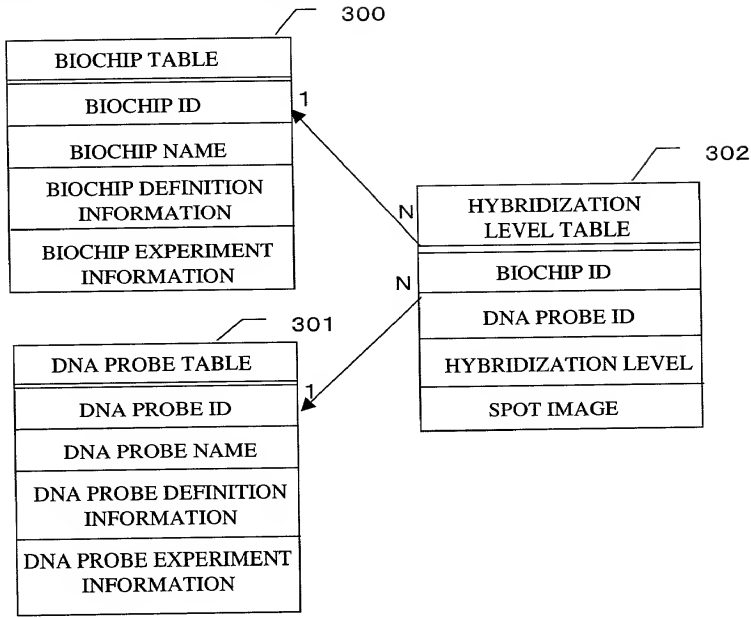 300
BIOCHIP TABLE
BIOCHIP ID
BIOCHIP NAME
BIOCHIP DEFINITION
INFORMATION
BIOCHIP EXPERIMENT
INFORMATION
1
N
302
HYBRIDIZATION
LEVEL TABLE
BIOCHIP ID
DNA PROBE ID
HYBRIDIZATION LEVEL
SPOT IMAGE
N
1
301
DNA PROBE TABLE
DNA PROBE ID
DNA PROBE NAME
DNA PROBE DEFINITION
INFORMATION
DNA PROBE EXPERIMENT
INFORMATION